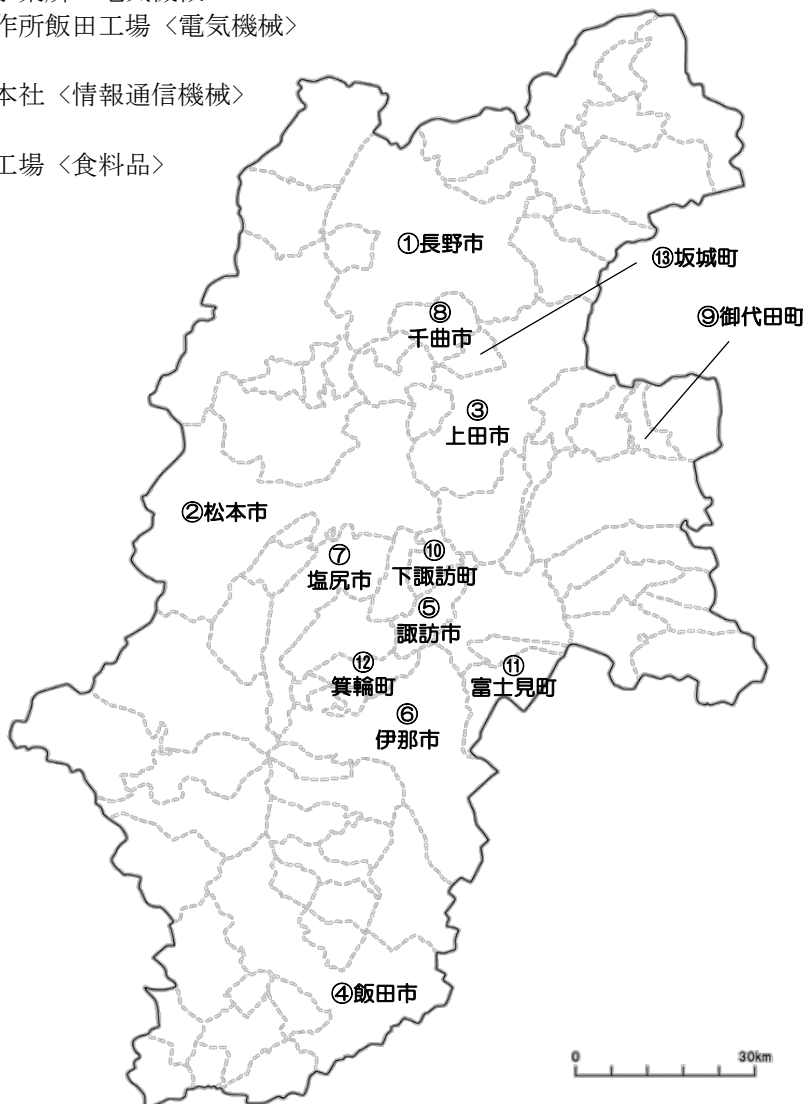 作所飯田工場 <電気機械>
本社 <情報通信機械>
工場 <食料品>
①長野市
⑬坂城町
⑧
千曲市
⑨御代田町
③
上田市
②松本市
⑦
塩尻市
⑩
下諏訪町
⑤
諏訪市
⑫
箕輪町
⑪
富士見町
⑥
伊那市
④飯田市
0 30km